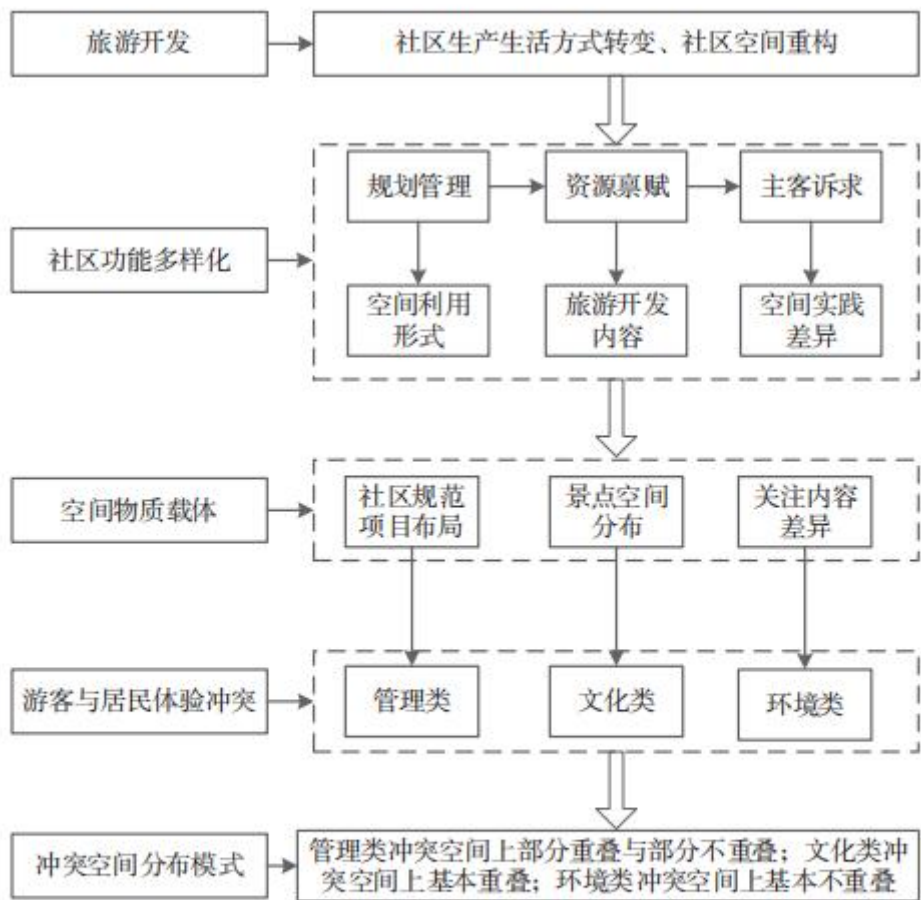 旅游开发
社区生产生活方式转变、社区空间重构
规划管理
资源禀赋
主客诉求
社区功能多样化
空间利用
形式
旅游开发
内容
空间实践
差异
空间物质载体
社区规范
项目布局
景点空间
分布
关注内容
差异
游客与居民体验冲突
管理类
文化类
环境类
冲突空间分布模式
管理类冲突空间上部分重叠与部分不重叠；文化类冲
突空间上基本重叠；环境类冲突空间上基本不重叠